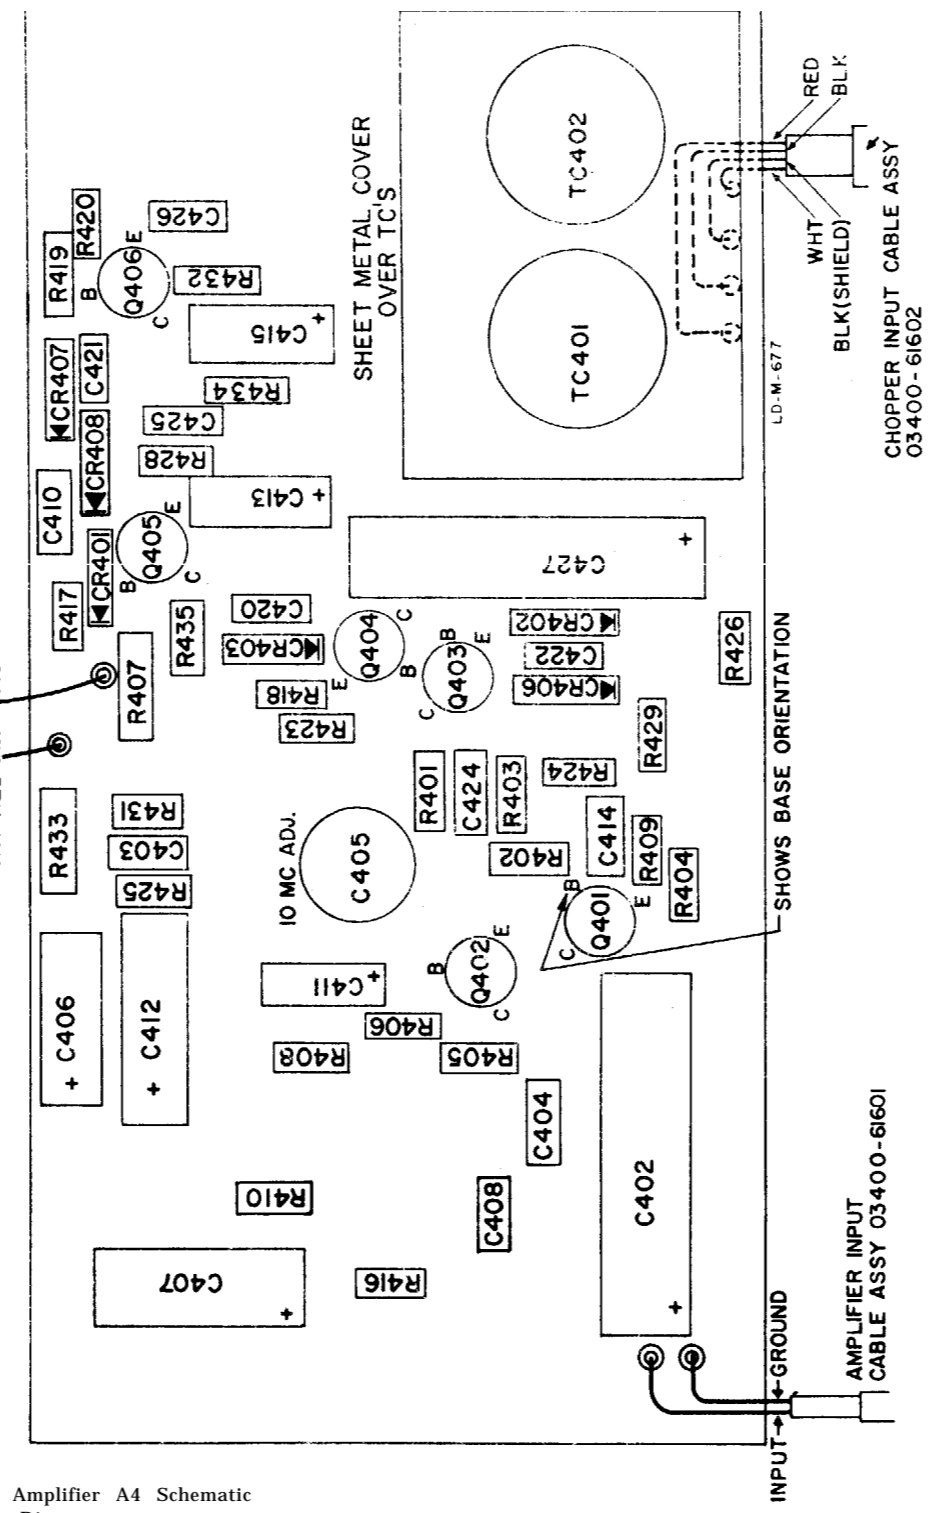 RED
BLK
WHT
BLK(SHIELD)
CHOPPER INPUT CABLE ASSY
03400-61602
SHEET METAL COVER
OVER TC'S
TC402
TC401
LD-M-677
R420
R419
C426
B
E
Q406
C
R432
C415
+
CR407
C421
R434
CR408
C425
R428
C410
C413
+
E
Q405
B
C
CR401
C427
+
R417
R435
C420
CR403
C
Q404
E
B
R418
R423
B
E
Q403
C
CR402
C422
CR406
R426
R407
R429
R433
R431
C403
R425
10 MC ADJ.
C405
R401
C424
R403
R424
R402
C414
R409
R404
B
E
Q401
C
SHOWS BASE ORIENTATION
C406
+
C412
+
C411
+
B
E
Q402
C
R406
R408
R405
C404
C402
+
R410
C408
C407
+
R416
GROUND
INPUT
AMPLIFIER INPUT
CABLE ASSY 03400-61601
Amplifier A4 Schematic